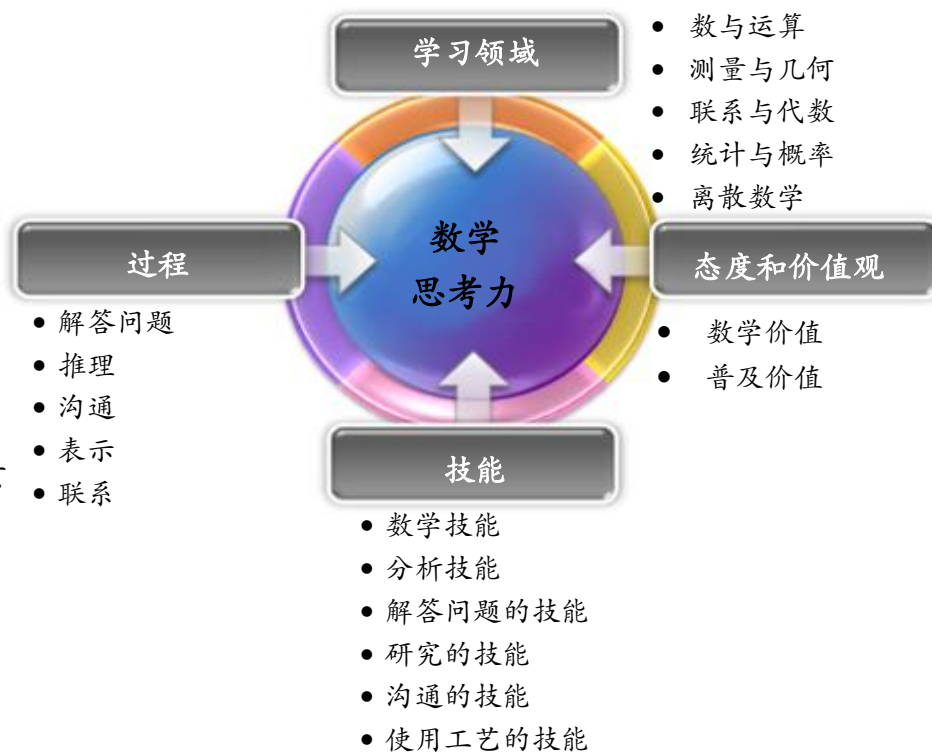 学习领域
• 数与运算
• 测量与几何
• 联系与代数
• 统计与概率
• 离散数学
数学
思考力
过程
• 解答问题
• 推理
• 沟通
• 表示
• 联系
态度和价值观
• 数学价值
• 普及价值
技能
• 数学技能
• 分析技能
• 解答问题的技能
• 研究的技能
• 沟通的技能
• 使用工艺的技能